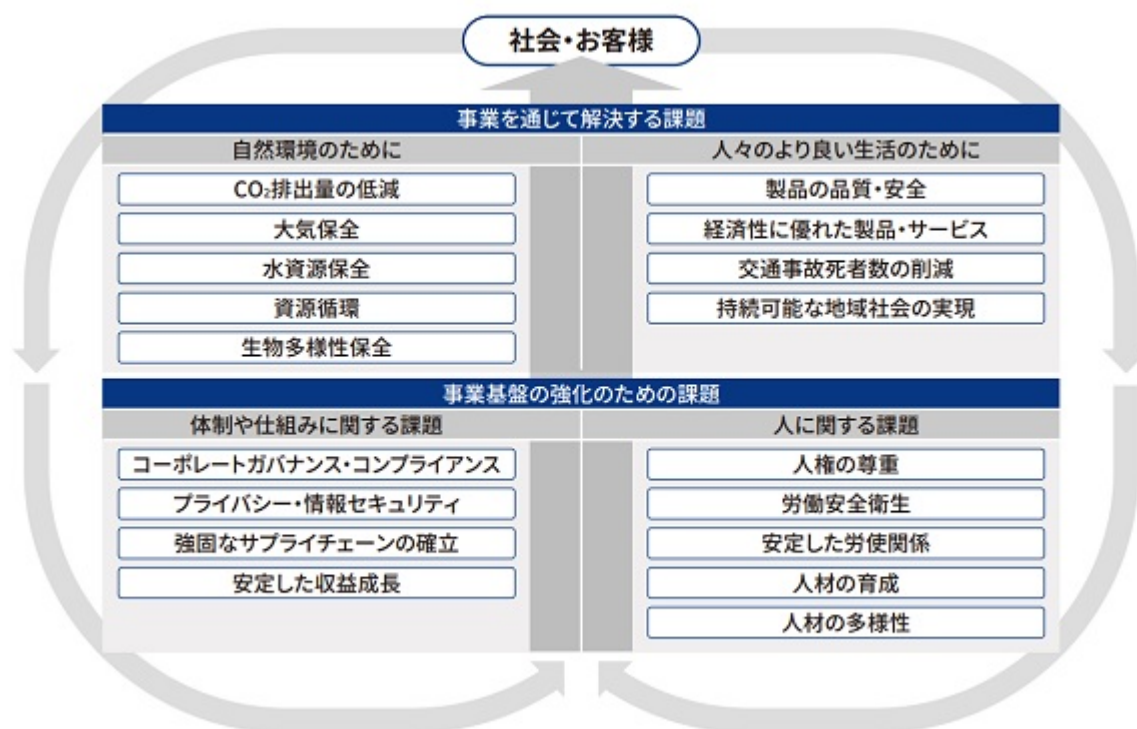 社会・お客様
事業を通じて解決する課題
自然環境のために
CO₂排出量の低減
大気保全
水資源保全
資源循環
生物多様性保全
人々のより良い生活のために
製品の品質・安全
経済性に優れた製品・サービス
交通事故死者数の削減
持続可能な地域社会の実現
事業基盤の強化のための課題
体制や仕組みに関する課題
コーポレートガバナンス・コンプライアンス
プライバシー・情報セキュリティ
強固なサプライチェーンの確立
安定した収益成長
人に関する課題
人権の尊重
労働安全衛生
安定した労使関係
人材の育成
人材の多様性